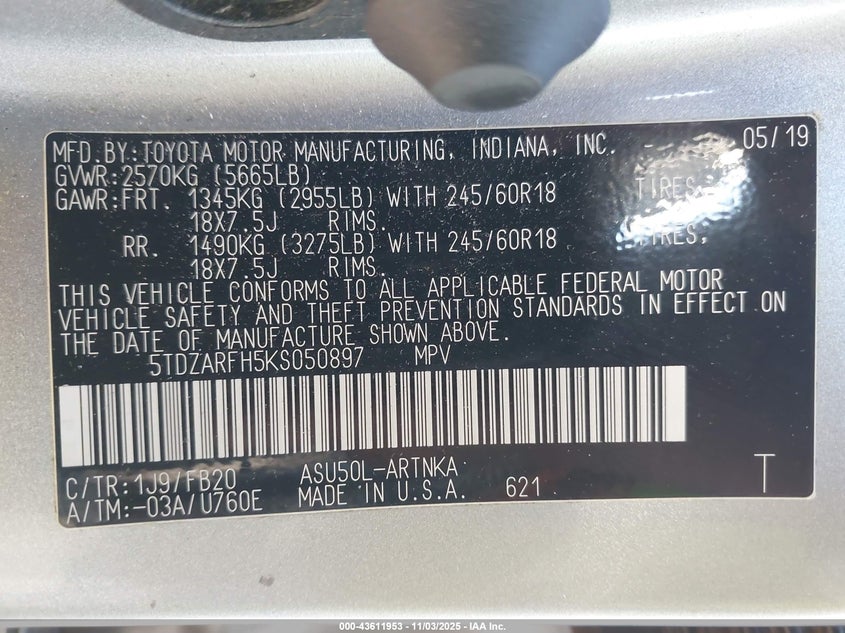 MFD.BY:TOYOTA MOTOR MANUFACTURING, INDIANA, INC. 05/19
GVWR:2570KG (5665LB)
GAWR:FRT. 1345KG (2955LB) WITH 245/60R18 TIRES,
18X7.5J RIMS.
RR. 1490KG (3275LB) WITH 245/60R18 TIRES,
18X7.5J RIMS.
THIS VEHICLE CONFORMS TO ALL APPLICABLE FEDERAL MOTOR
VEHICLE SAFETY AND THEFT PREVENTION STANDARDS IN EFFECT ON
THE DATE OF MANUFACTURE SHOWN ABOVE.
5TDZARFH5KS050897 MPV
C/TR:1J9/FB20 ASU50L-ARTNKA T
A/TM:-03A/U760E MADE IN U.S.A. 621
000-43611953 - 11/03/2025 - IAA Inc.